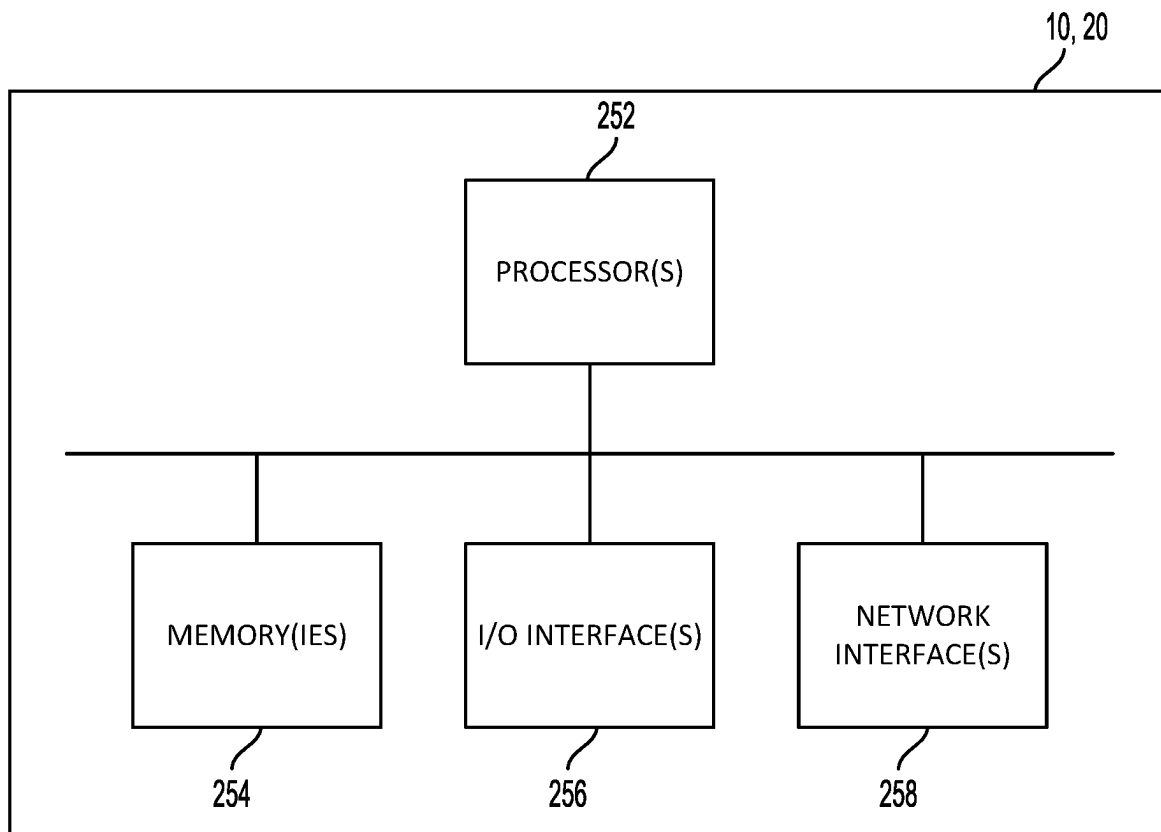 10, 20
252
PROCESSOR(S)
MEMORY(IES)
I/O INTERFACE(S)
NETWORK
INTERFACE(S)
254
256
258